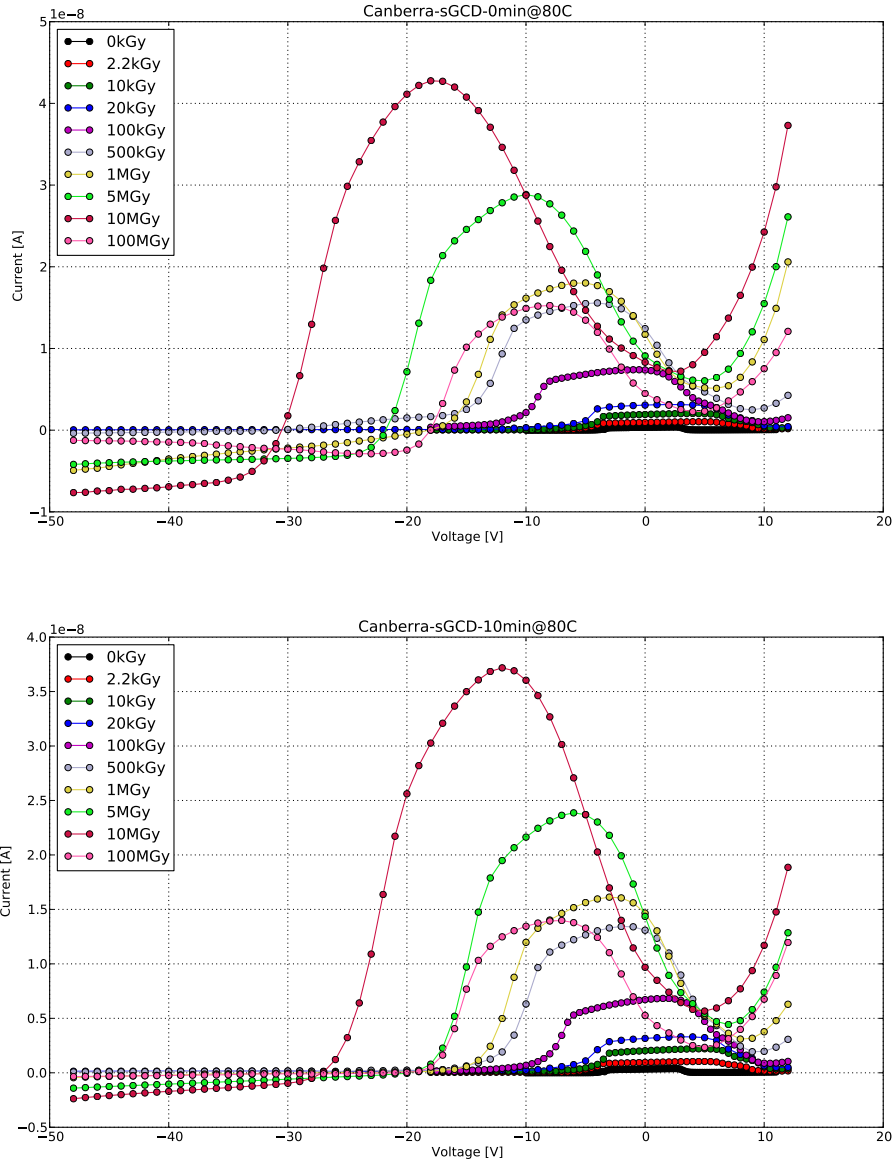 Canberra-sGCD-0min@80C
1e−8
5
4
3
2
1
0
−1
Current [A]
0kGy
2.2kGy
10kGy
20kGy
100kGy
500kGy
1MGy
5MGy
10MGy
100MGy
−50 −40 −30 −20 −10 0 10 20
Voltage [V]
Canberra-sGCD-10min@80C
1e−8
4.0
3.5
3.0
2.5
2.0
1.5
1.0
0.5
0.0
−0.5
Current [A]
0kGy
2.2kGy
10kGy
20kGy
100kGy
500kGy
1MGy
5MGy
10MGy
100MGy
−50 −40 −30 −20 −10 0 10 20
Voltage [V]